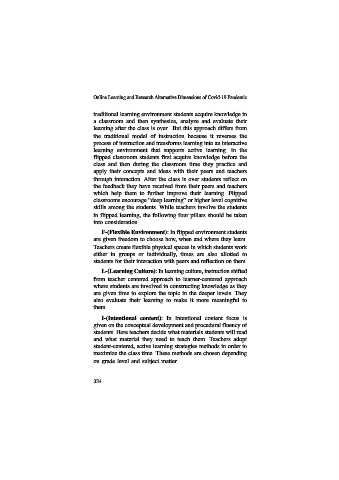 Online Learning and Research Alternative Dimensions of Covid-19 Pandemic
traditional learning environment students acquire knowledge in
a classroom and then synthesize, analyze and evaluate their
learning after the class is over. But this approach differs from
the traditional model of instruction because it reverses the
process of instruction and transforms learning into an interactive
learning environment that supports active learning. In the
flipped classroom students first acquire knowledge before the
class and then during the classroom time they practice and
apply their concepts and ideas with their peers and teachers
through interaction. After the class is over students reflect on
the feedback they have received from their peers and teachers
which help them to further improve their learning. Flipped
classrooms encourage "deep learning" or higher level cognitive
skills among the students. While teachers involve the students
in flipped learning, the following four pillars should be taken
into consideration.
F-(Flexible Environment): In flipped environment students
are given freedom to choose how, when and where they learn.
Teachers create flexible physical spaces in which students work
either in groups or individually, times are also allotted to
students for their interaction with peers and reflection on them.
L-(Learning Culture): In learning culture, instruction shifted
from teacher centered approach to learner-centered approach
where students are involved in constructing knowledge as they
are given time to explore the topic in the deeper levels. They
also evaluate their learning to make it more meaningful to
them.
I-(Intentional content): In Intentional content focus is
given on the conceptual development and procedural fluency of
students. Here teachers decide what materials students will read
and what material they need to teach them. Teachers adopt
student-centered, active learning strategies methods in order to
maximize the class time. These methods are chosen depending
on grade level and subject matter.